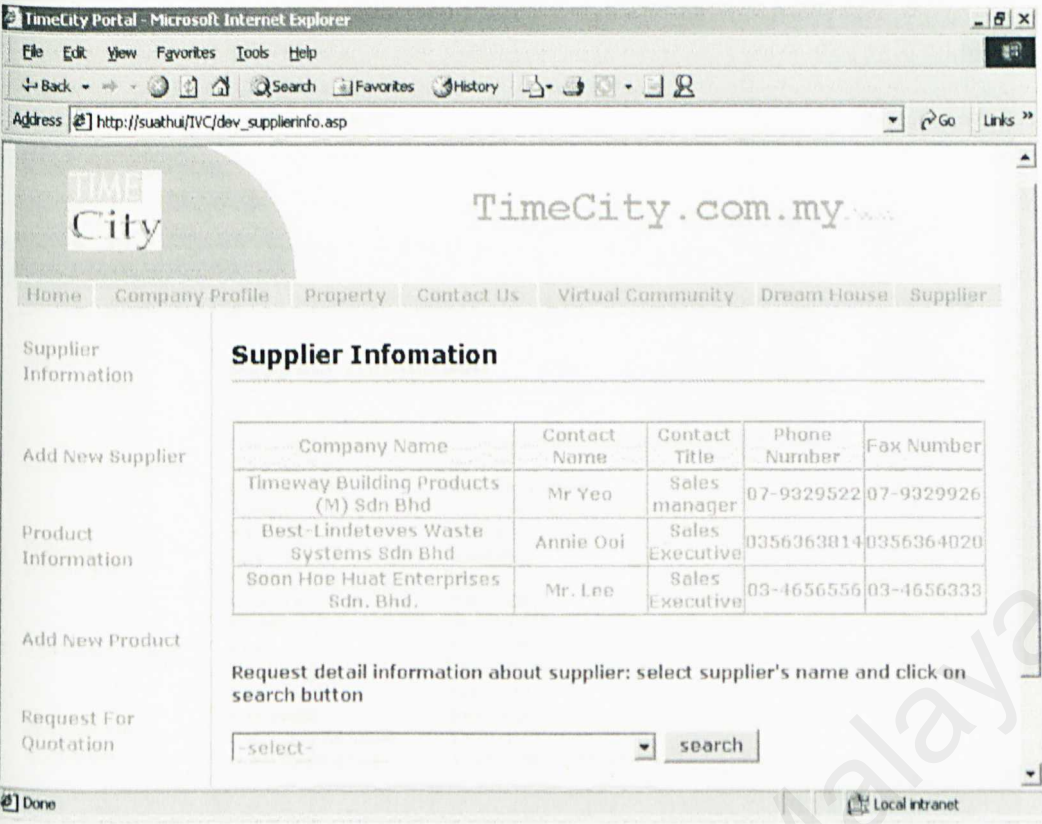 TimeCity Portal - Microsoft Internet Explorer
File Edit View Favorites Tools Help
Back Search Favorites History
Address http://suathui/IVC/dev_supplierinfo.asp Go Links »
TIME
City
TimeCity.com.my
Home Company Profile Property Contact Us Virtual Community Dream House Supplier
Supplier
Information
Add New Supplier
Product
Information
Add New Product
Request For
Quotation
Supplier Infomation
Company Name Contact Name Contact Title Phone Number Fax Number
Timeway Building Products (M) Sdn Bhd Mr Yeo Sales manager 07-9329522 07-9329926
Best-Lindeteves Waste Systems Sdn Bhd Annie Ooi Sales Executive 0356363814 0356364020
Soon Hoe Huat Enterprises Sdn. Bhd. Mr. Lee Sales Executive 03-4656556 03-4656333
Request detail information about supplier: select supplier's name and click on
search button
-select- search
Done Local intranet
Malaya